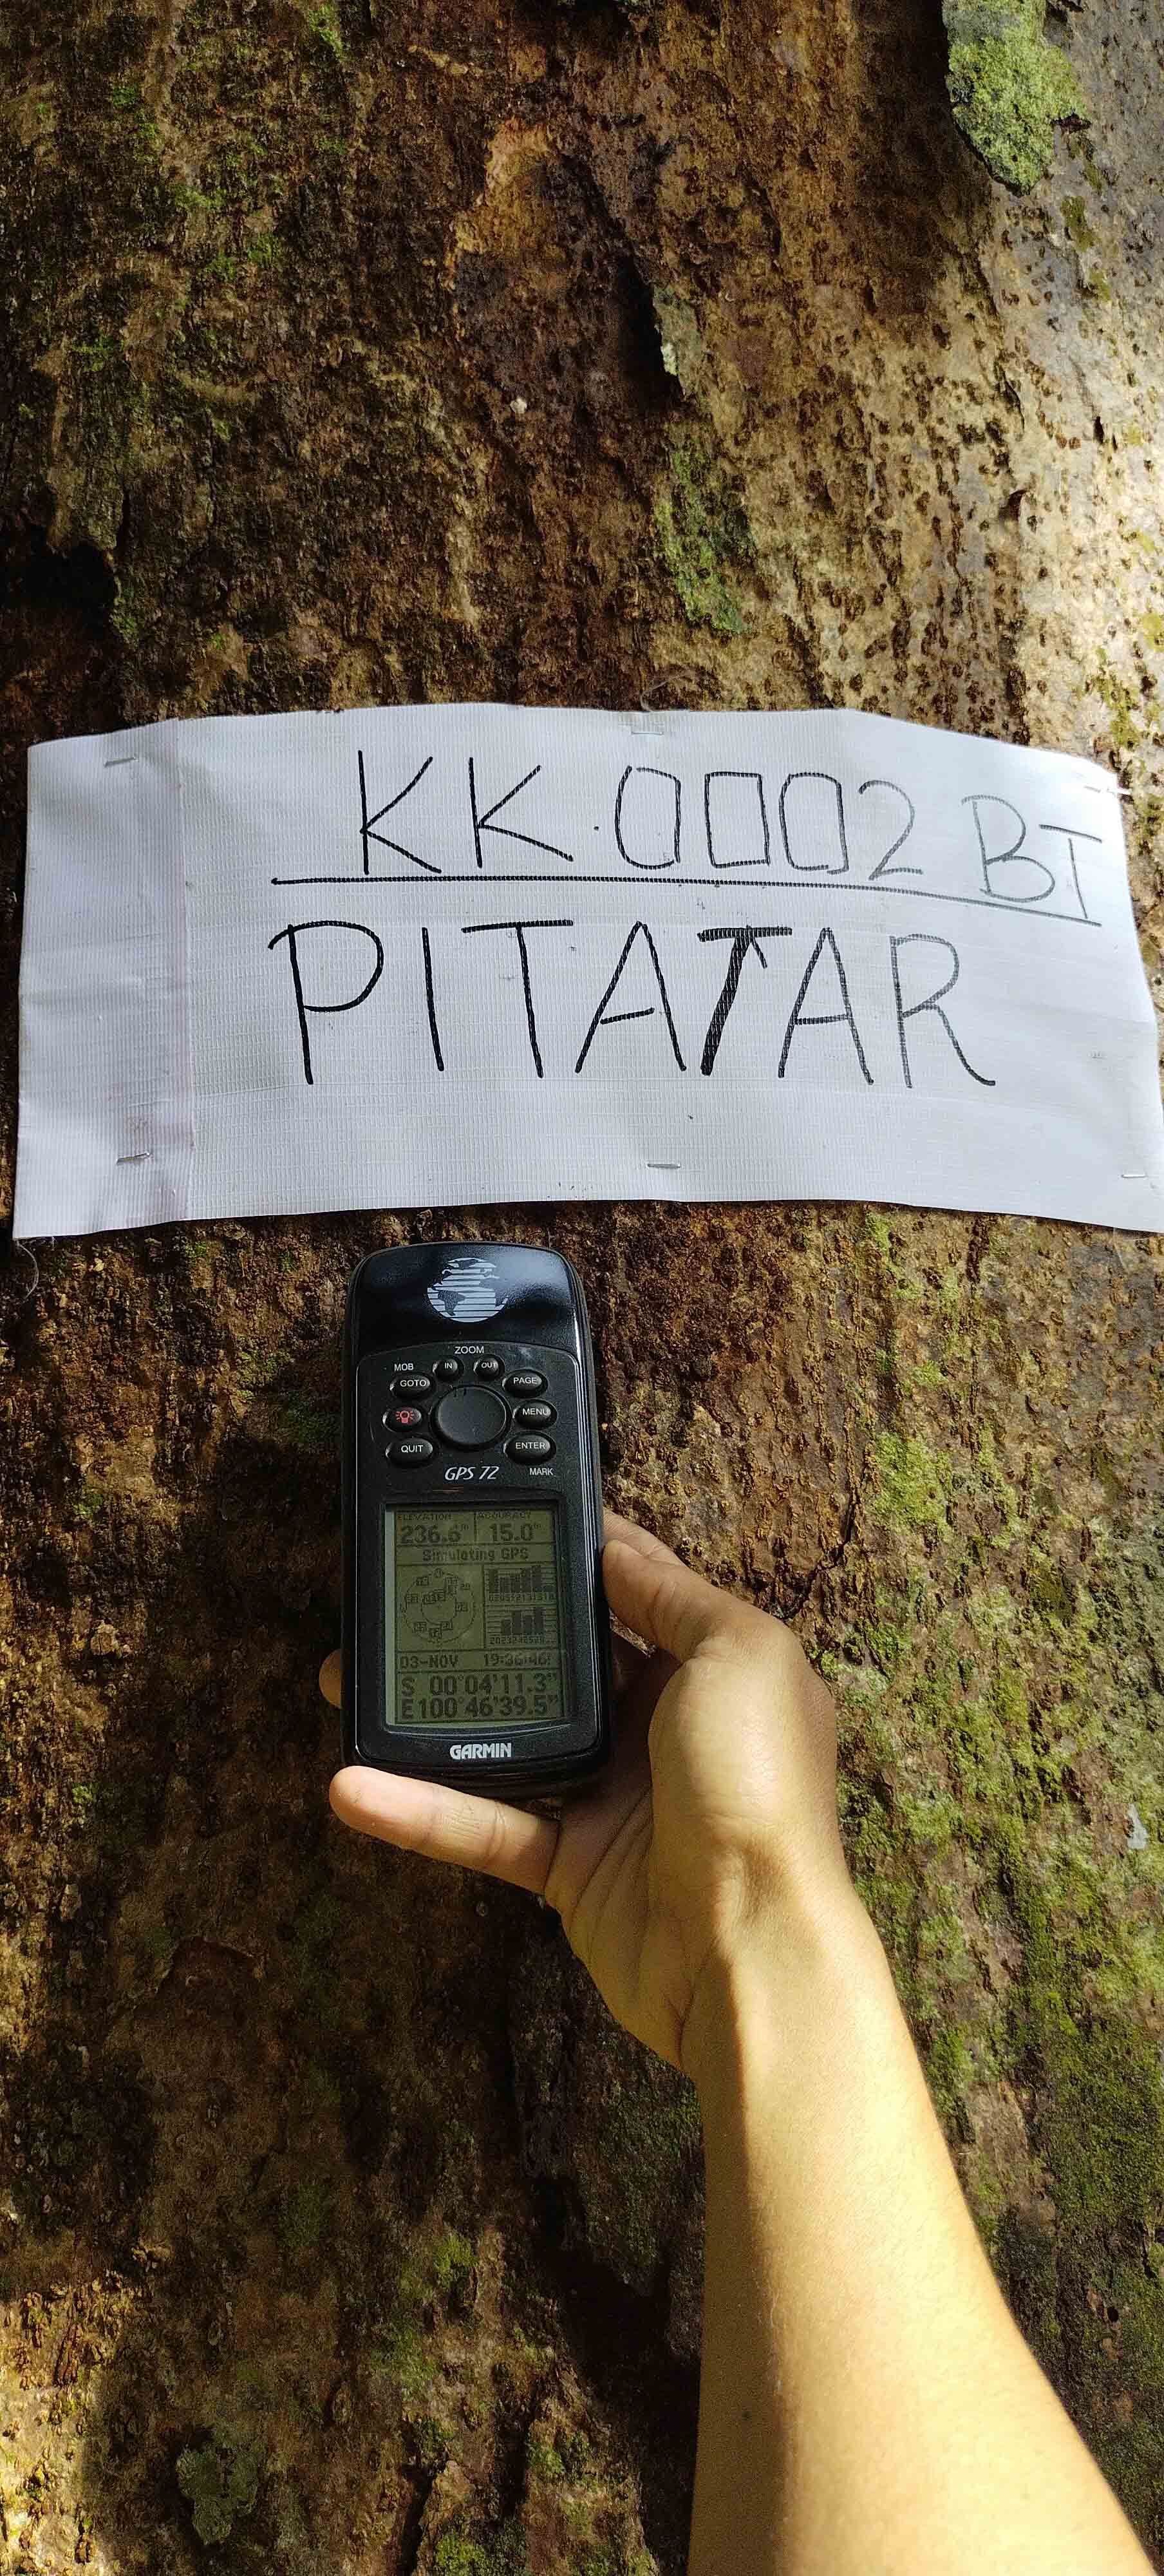 KK.0002 BT
PITATAR
ZOOM
MOB
IN
OUT
GOTO
PAGE
MENU
QUIT
ENTER
GPS 72
MARK
ELEVATION
ACCURACY
236.6m
15.0m
Simulating GPS
03-NOV 19:36:46
S 00°04'11.3"
E100°46'39.5"
GARMIN